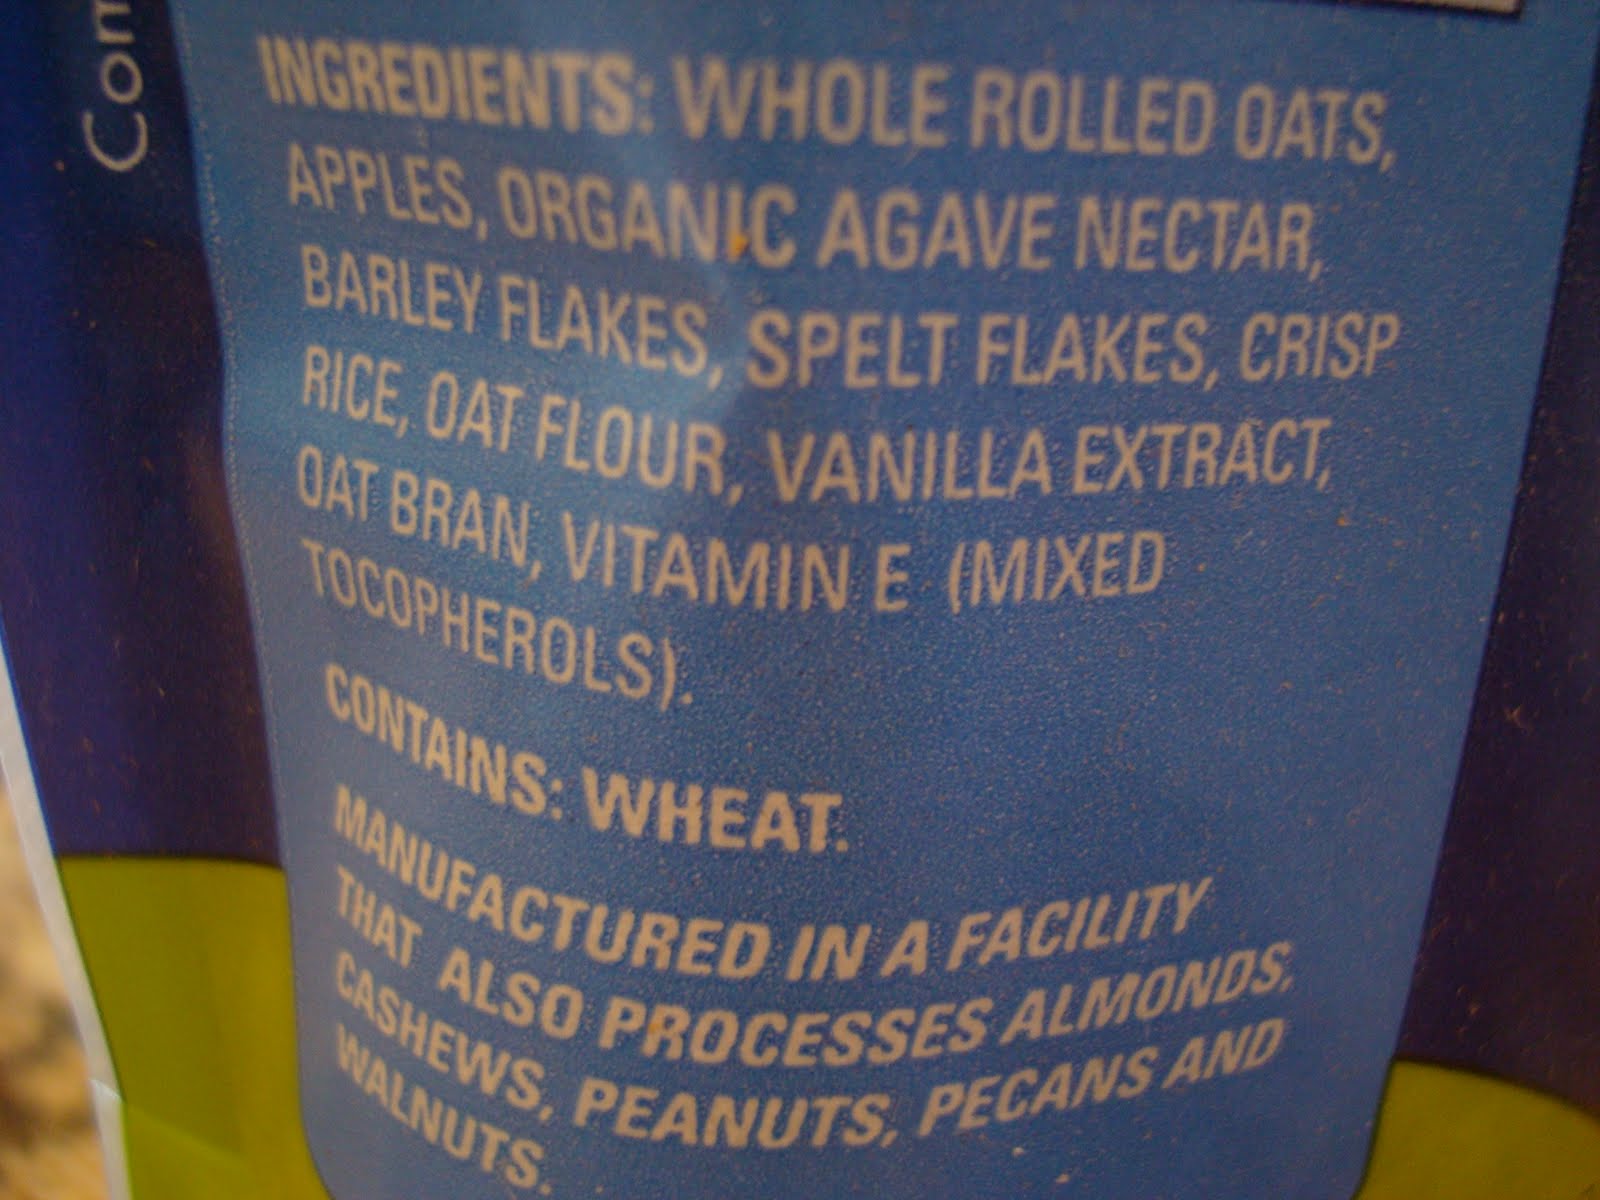 INGREDIENTS: WHOLE ROLLED OATS,
APPLES, ORGANIC AGAVE NECTAR,
BARLEY FLAKES, SPELT FLAKES, CRISP
RICE, OAT FLOUR, VANILLA EXTRACT,
OAT BRAN, VITAMIN E (MIXED
TOCOPHEROLS).
CONTAINS: WHEAT.
MANUFACTURED IN A FACILITY
THAT ALSO PROCESSES ALMONDS,
CASHEWS, PEANUTS, PECANS AND
WALNUTS.